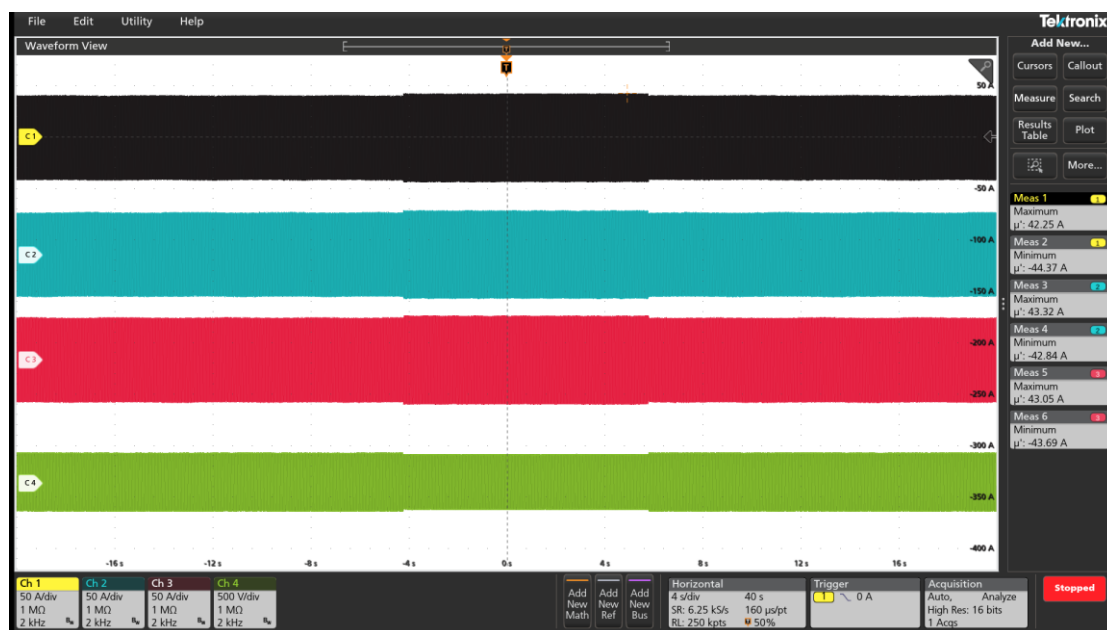 File Edit Utility Help
Tektronix
Waveform View
Add New...
T
T
Cursors Callout
50 A
Measure Search
Results Table Plot
C1
More...
-50 A
Meas 1 1
Maximum
µ': 42.25 A
C2
-100 A
Meas 2 1
Minimum
µ': -44.37 A
-150 A
Meas 3 2
Maximum
µ': 43.32 A
-200 A
Meas 4 2
Minimum
µ': -42.84 A
C3
Meas 5 3
Maximum
µ': 43.05 A
-250 A
Meas 6 3
Minimum
µ': -43.69 A
-300 A
C4
-350 A
-400 A
-16 s -12 s -8 s -4 s 0 s 4 s 8 s 12 s 16 s
Ch 1
50 A/div
1 MΩ
2 kHz
Ch 2
50 A/div
1 MΩ
2 kHz
Ch 3
50 A/div
1 MΩ
2 kHz
Ch 4
500 V/div
1 MΩ
2 kHz
Add New Math
Add New Ref
Add New Bus
Horizontal
4 s/div 40 s
SR: 6.25 kS/s 160 µs/pt
RL: 250 kpts 50%
Trigger
1 0 A
Acquisition
Auto, Analyze
High Res: 16 bits
1 Acqs
Stopped